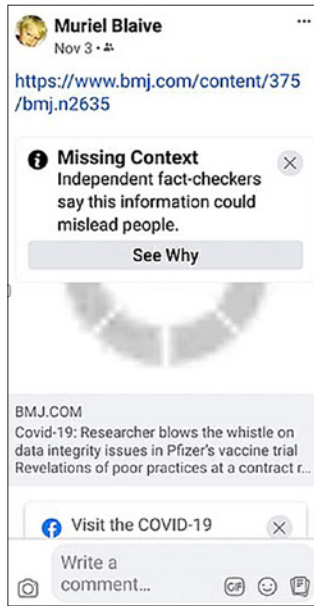 Muriel Blaive
Nov 3 ·
https://www.bmj.com/content/375
/bmj.n2635
Missing Context
Independent fact-checkers
say this information could
mislead people.
See Why
BMJ.COM
Covid-19: Researcher blows the whistle on
data integrity issues in Pfizer's vaccine trial
Revelations of poor practices at a contract r...
Visit the COVID-19
Write a
comment...
GIF